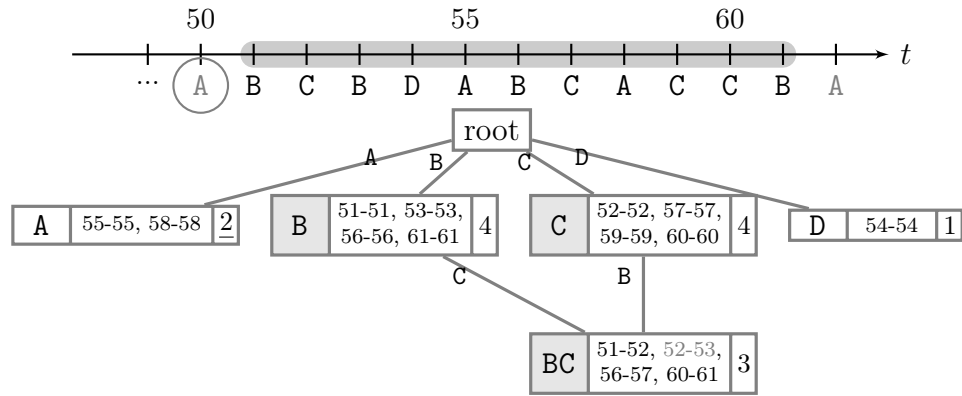 50 55 60
t
... A B C B D A B C A C C B A
root
A B C D
A 55-55, 58-58 2
B 51-51, 53-53, 56-56, 61-61 4
C 52-52, 57-57, 59-59, 60-60 4
D 54-54 1
C B
BC 51-52, 52-53, 56-57, 60-61 3